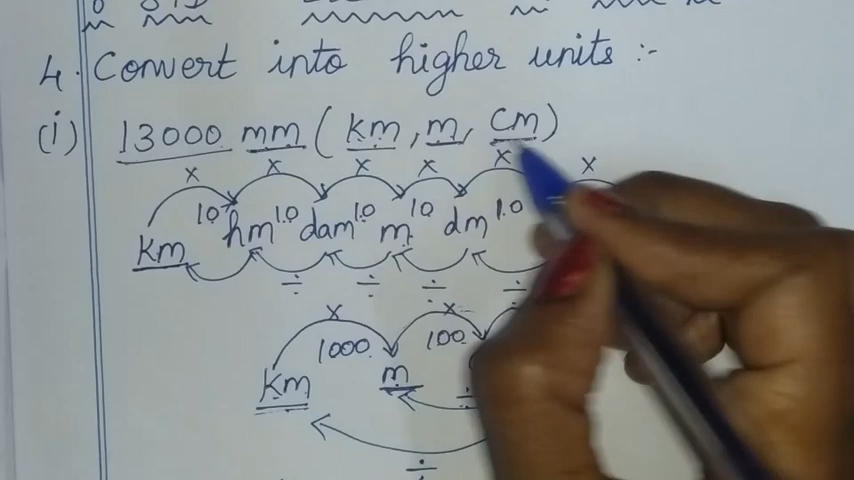 4. Convert into higher units :-
(i) 13000 mm (km, m, cm)
x x x x x x
km 10 hm 10 dam 10 m 10 dm 10
÷ ÷ ÷ ÷
x x
km 1000 m 100
÷
÷